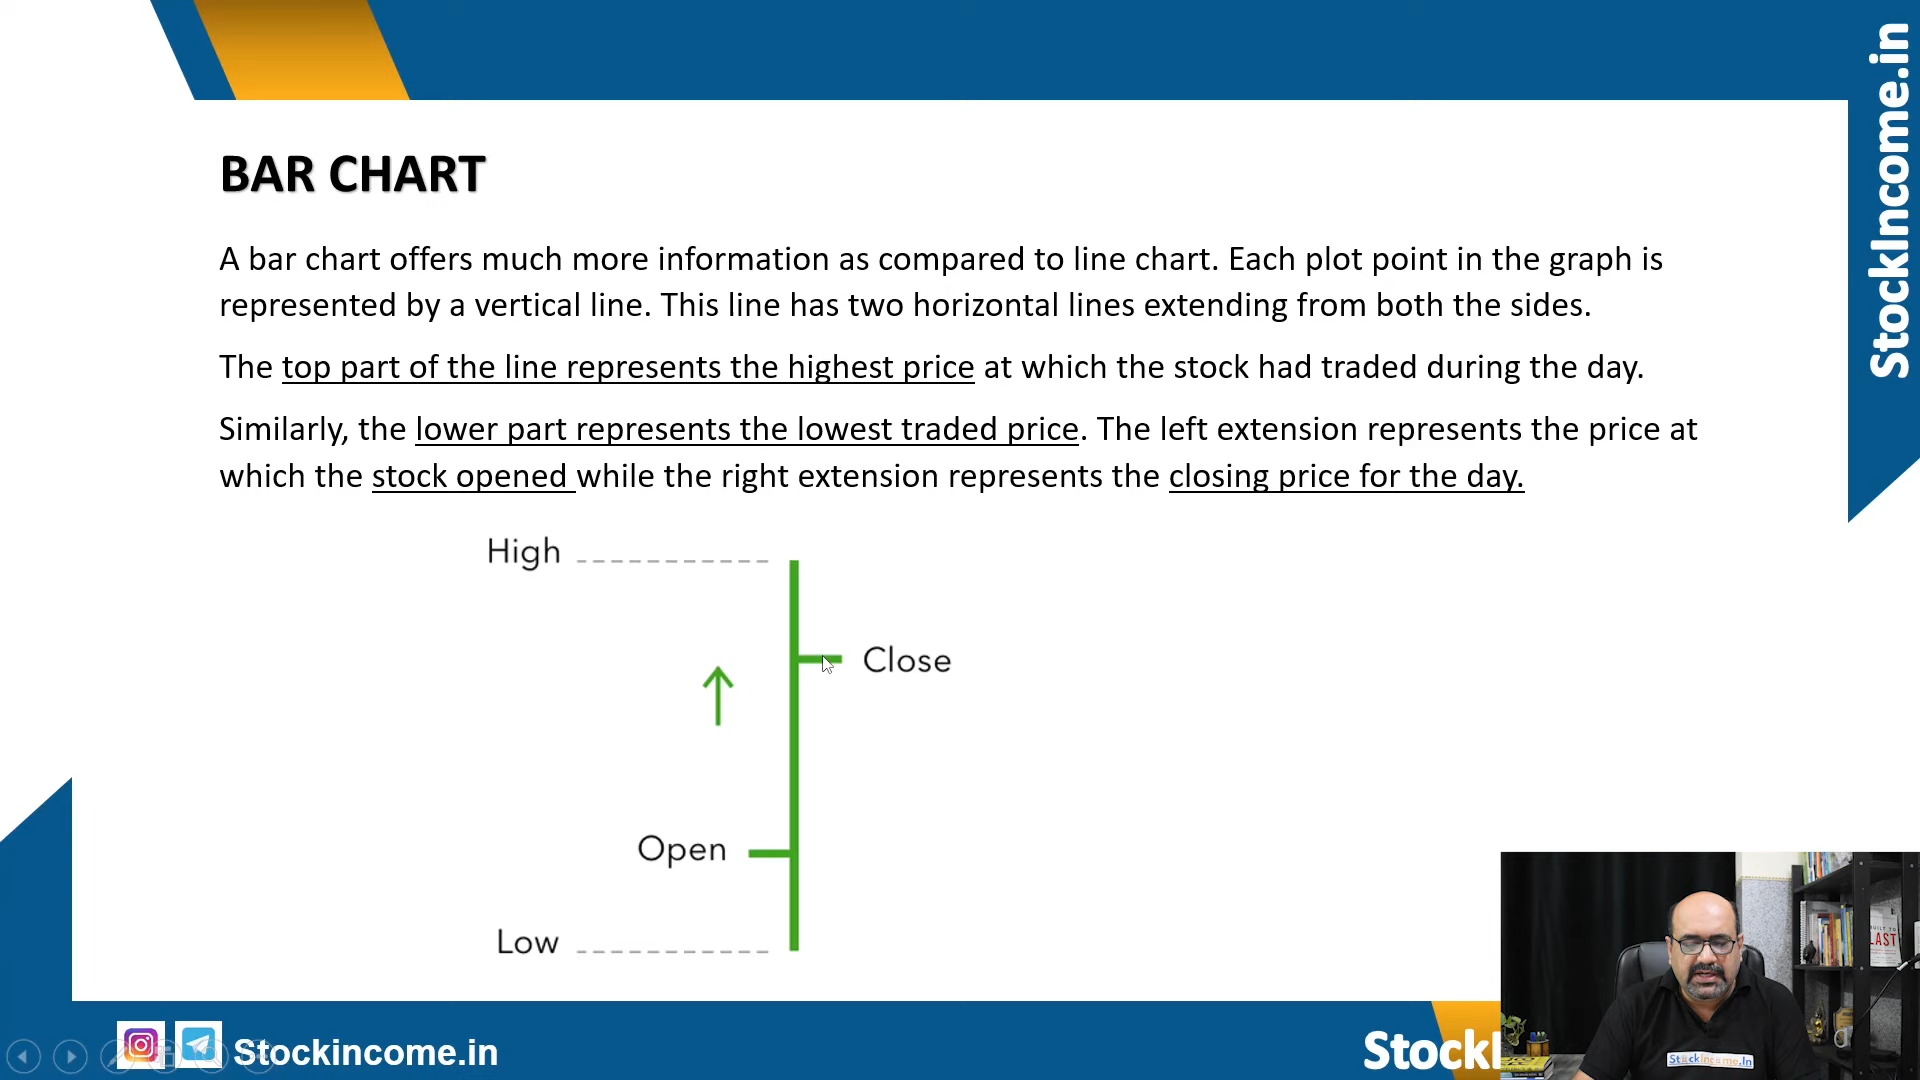 StockIncome.in
BAR CHART
A bar chart offers much more information as compared to line chart. Each plot point in the graph is
represented by a vertical line. This line has two horizontal lines extending from both the sides.
The top part of the line represents the highest price at which the stock had traded during the day.
Similarly, the lower part represents the lowest traded price. The left extension represents the price at
which the stock opened while the right extension represents the closing price for the day.
High
Close
Open
Low
LAST
Stockincome.in
StockI
StockIncome.In